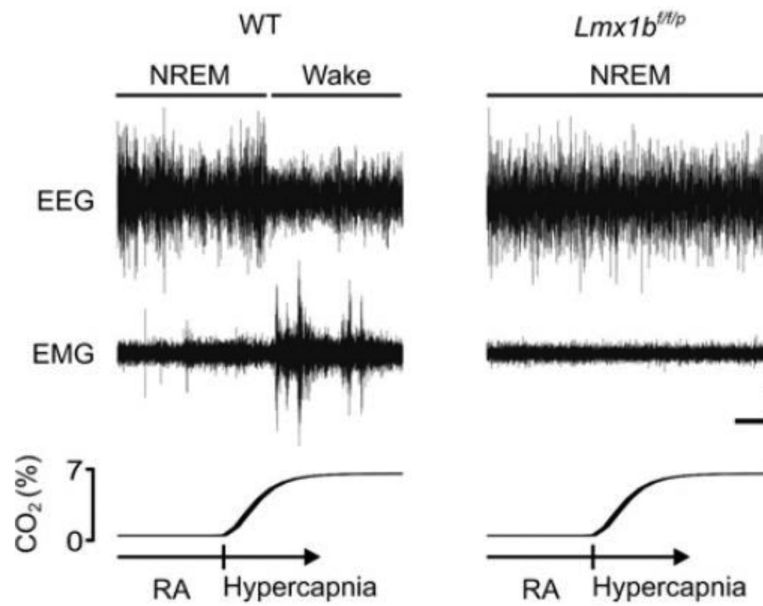 WT
Lmx1b^f/f/p
NREM Wake
NREM
EEG
EMG
CO₂ (%)
7
0
RA Hypercapnia
RA Hypercapnia